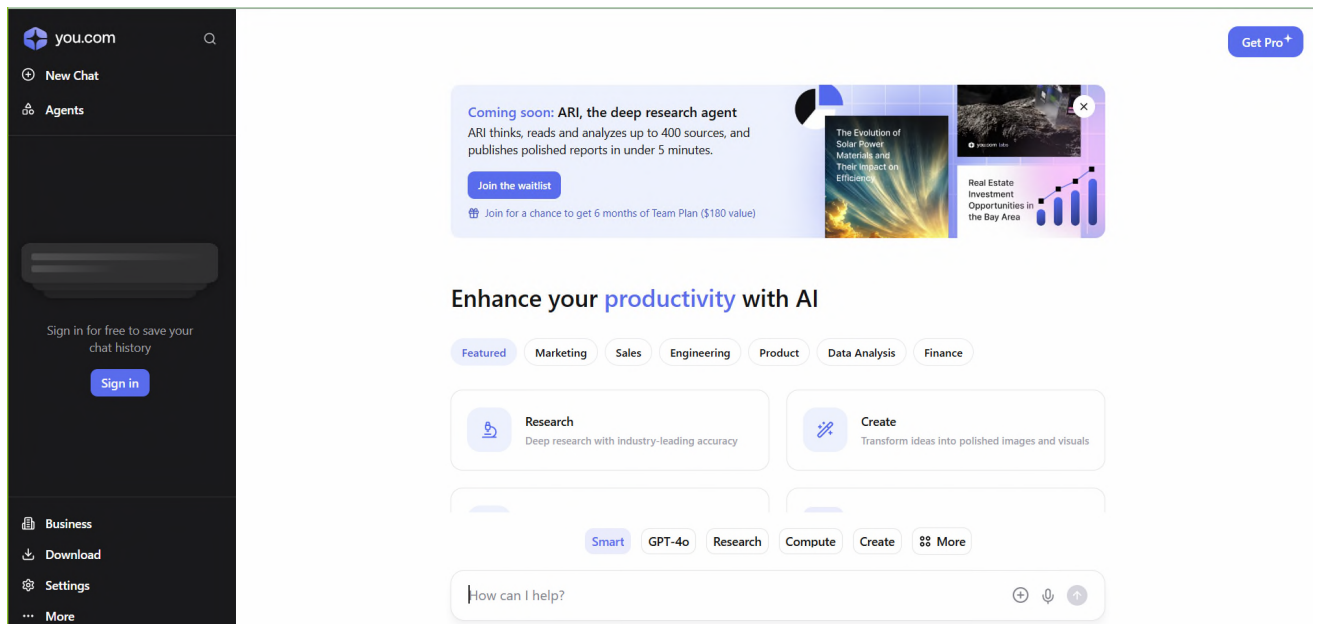 you.com
New Chat
Agents
Sign in for free to save your
chat history
Sign in
Business
Download
Settings
More
Get Pro
Coming soon: ARI, the deep research agent
ARI thinks, reads and analyzes up to 400 sources, and
publishes polished reports in under 5 minutes.
Join the waitlist
Join for a chance to get 6 months of Team Plan ($180 value)
The Evolution of
Solar Power
Materials and
Their Impact on
Efficiency
you.com labs
Real Estate
Investment
Opportunities in
the Bay Area
Enhance your productivity with AI
Featured
Marketing
Sales
Engineering
Product
Data Analysis
Finance
Research
Deep research with industry-leading accuracy
Create
Transform ideas into polished images and visuals
Smart
GPT-4o
Research
Compute
Create
More
How can I help?